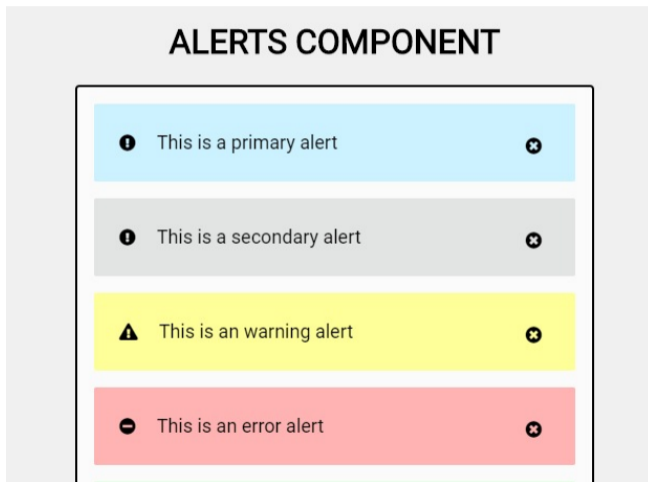 ALERTS COMPONENT
This is a primary alert
This is a secondary alert
This is an warning alert
This is an error alert